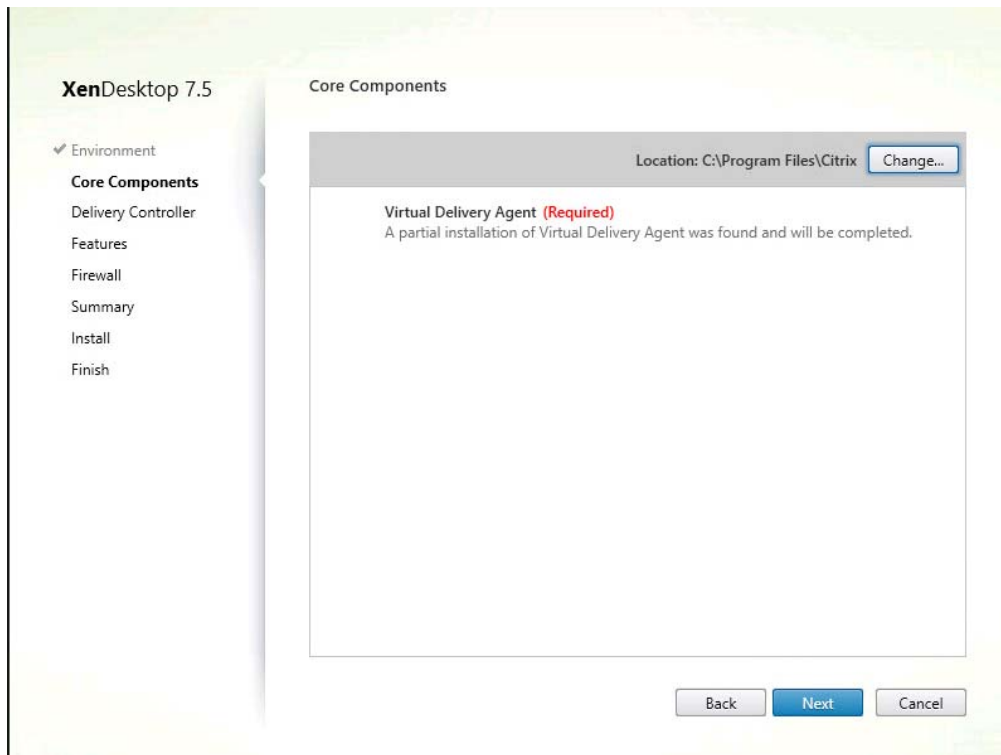 XenDesktop 7.5
Environment
Core Components
Delivery Controller
Features
Firewall
Summary
Install
Finish
Core Components
Location: C:\Program Files\Citrix Change...
Virtual Delivery Agent (Required)
A partial installation of Virtual Delivery Agent was found and will be completed.
Back Next Cancel